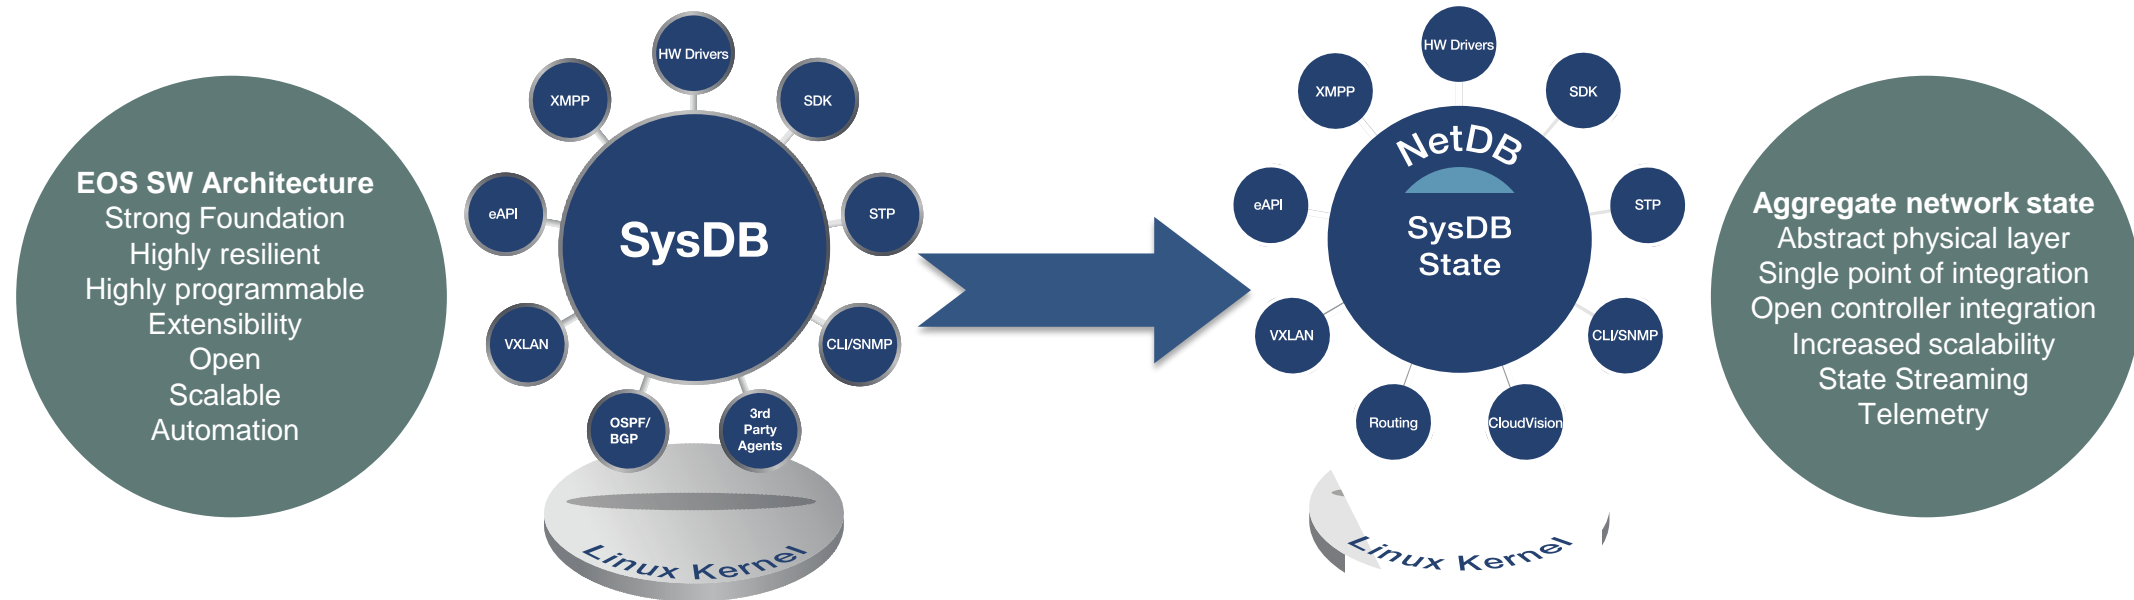 EOS SW Architecture
Strong Foundation
Highly resilient
Highly programmable
Extensibility
Open
Scalable
Automation
HW Drivers
XMPP
SDK
eAPI
STP
SysDB
VXLAN
CLI/SNMP
OSPF/
BGP
3rd
Party
Agents
Linux Kernel
HW Drivers
XMPP
SDK
NetDB
eAPI
STP
SysDB
State
VXLAN
CLI/SNMP
Routing
CloudVision
Linux Kernel
Aggregate network state
Abstract physical layer
Single point of integration
Open controller integration
Increased scalability
State Streaming
Telemetry